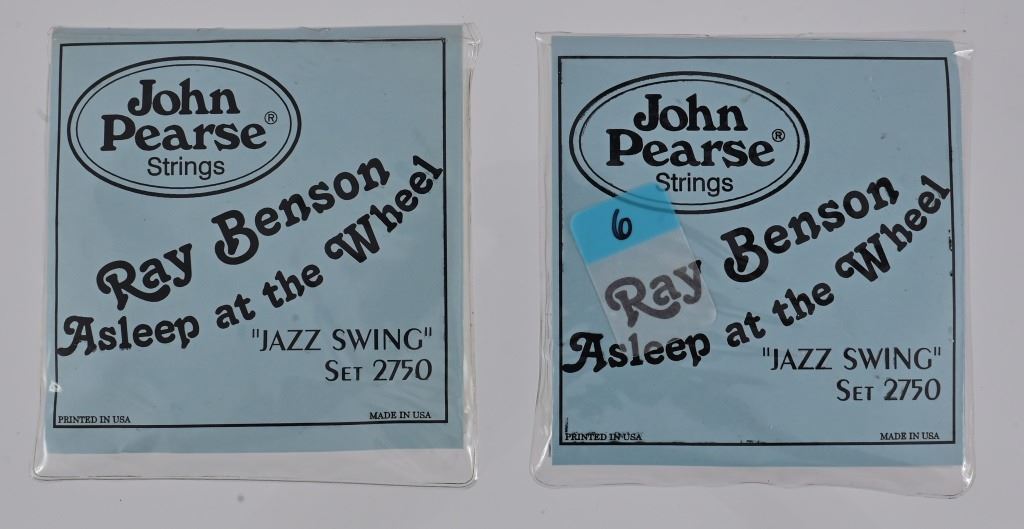 John
Pearse®
Strings
Ray Benson
Asleep at the Wheel
"JAZZ SWING"
SET 2750
PRINTED IN USA
MADE IN USA
John
Pearse®
Strings
6
Ray Benson
Asleep at the Wheel
"JAZZ SWING"
SET 2750
PRINTED IN USA
MADE IN USA